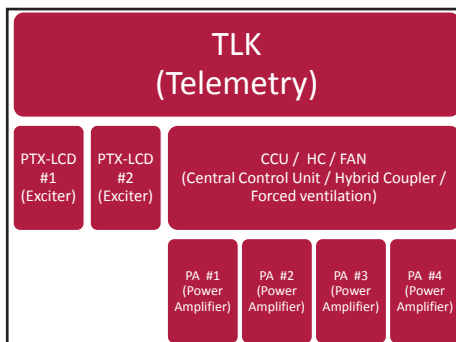 TLK
(Telemetry)
PTX-LCD
#1
(Exciter)
PTX-LCD
#2
(Exciter)
CCU / HC / FAN
(Central Control Unit / Hybrid Coupler /
Forced ventilation)
PA #1
(Power
Amplifier)
PA #2
(Power
Amplifier)
PA #3
(Power
Amplifier)
PA #4
(Power
Amplifier)